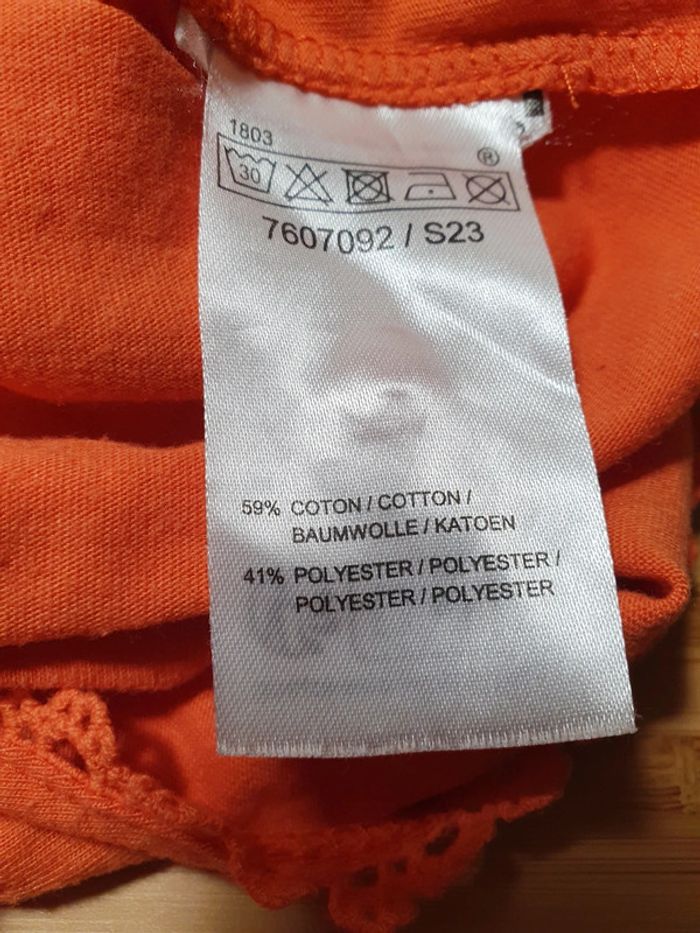 1803
®
30
7607092 / S23
59% COTON / COTTON /
BAUMWOLLE / KATOEN
41% POLYESTER / POLYESTER /
POLYESTER / POLYESTER